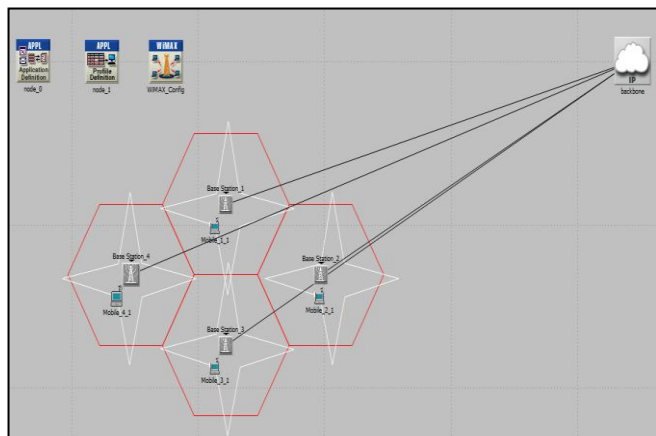 APPL
Application
Definition
node_0
APPL
Profile
Definition
node_1
WiMAX
WiMAX_Config
IP
backbone
Base Station_1
Mobile_1_1
Base Station_4
Mobile_4_1
Base Station_2
Mobile_2_1
Base Station_3
Mobile_3_1